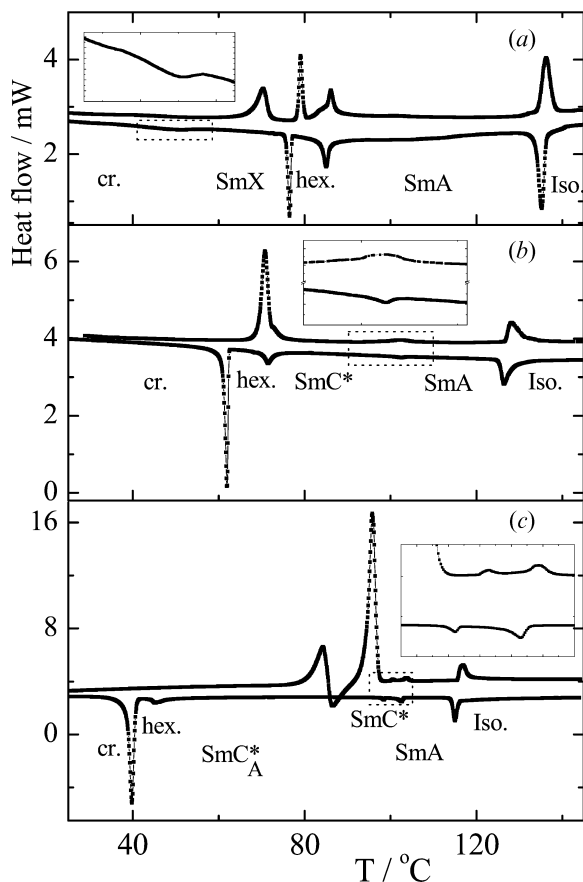 (a)
4
2
cr. SmX hex. SmA Iso.
(b)
6
4
2
0
cr. hex. SmC* SmA Iso.
(c)
16
8
0
cr. hex. SmC*A SmC* SmA Iso.
40 80 120
Heat flow / mW
T / °C